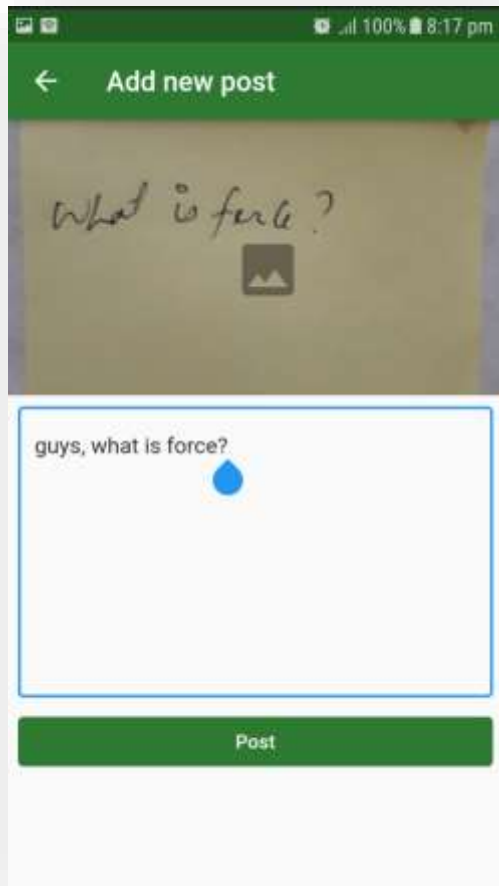 100% 8:17 pm
Add new post
What is force?
guys, what is force?
Post